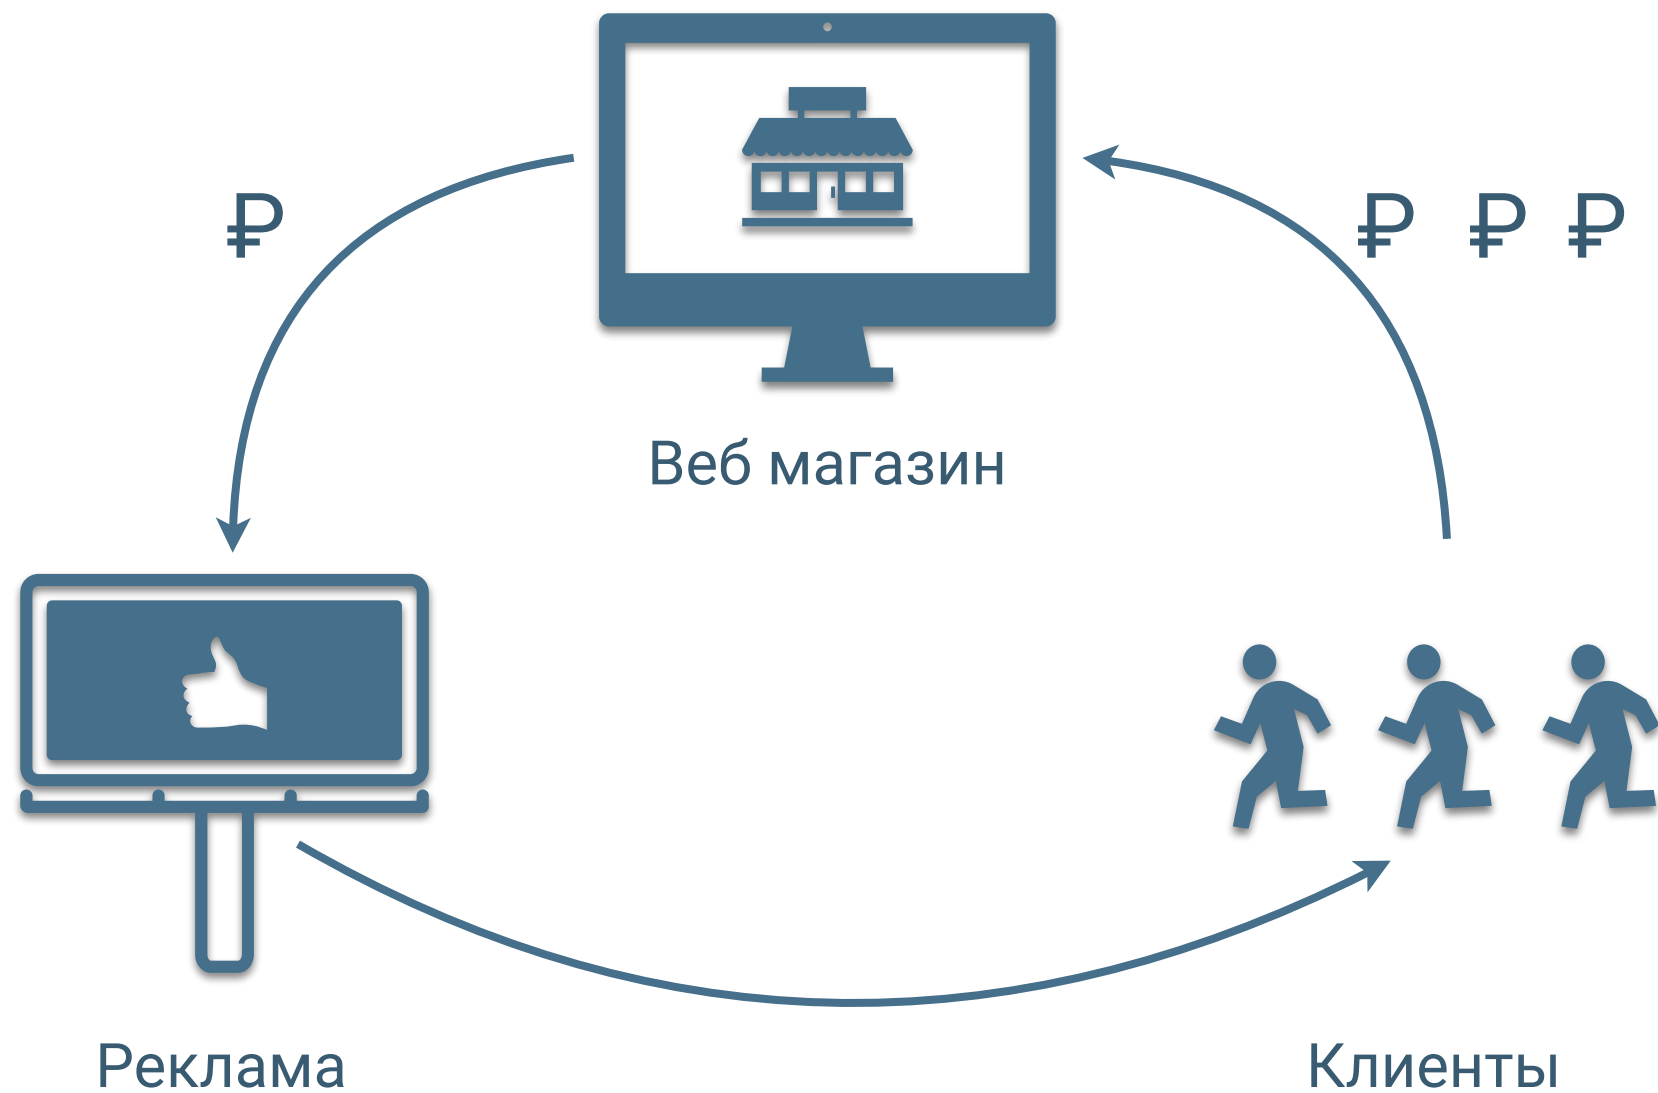 ₽
₽ ₽ ₽
Веб магазин
Реклама
Клиенты